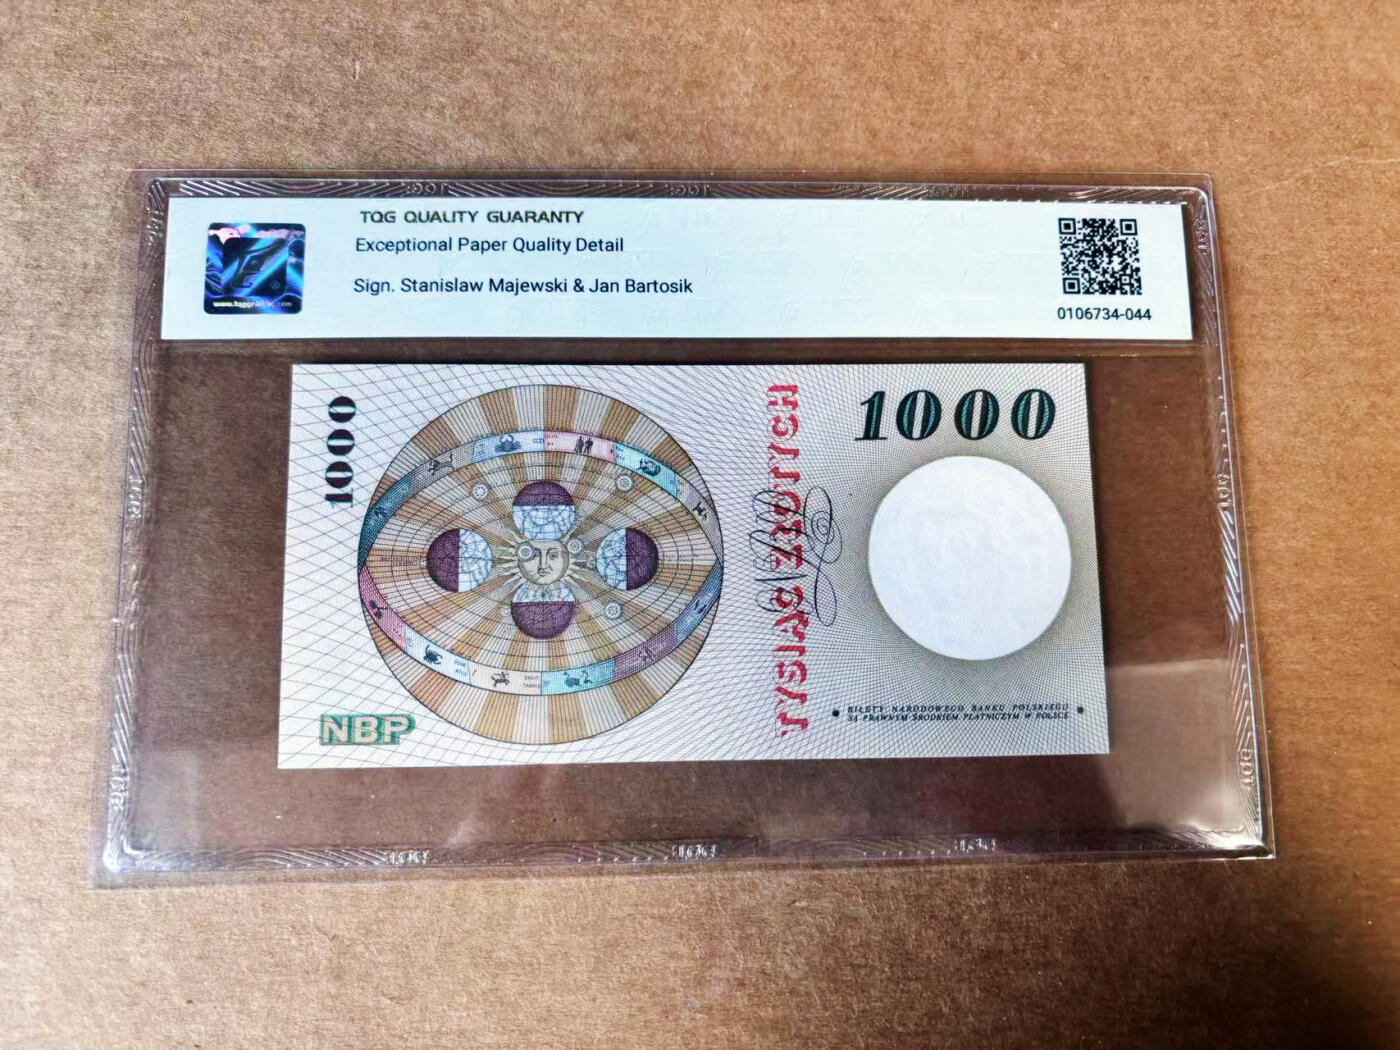 TQG QUALITY GUARANTY
Exceptional Paper Quality Detail
Sign. Stanislaw Majewski & Jan Bartosik
0106734-044
1000
TYSIĄC ZŁOTYCH
1000
NBP
BILETY NARODOWEGO BANKU POLSKIEGO
SĄ PRAWNYM ŚRODKIEM PŁATNICZYM W POLSCE